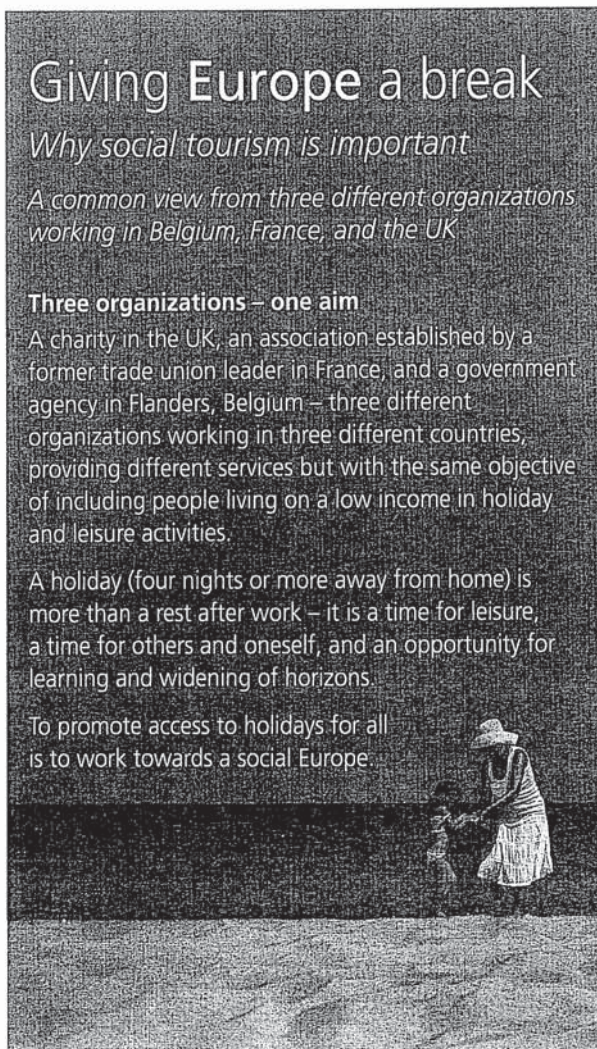 Giving Europe a break
Why social tourism is important
A common view from three different organizations
working in Belgium, France, and the UK
Three organizations – one aim
A charity in the UK, an association established by a
former trade union leader in France, and a government
agency in Flanders, Belgium – three different
organizations working in three different countries,
providing different services but with the same objective
of including people living on a low income in holiday
and leisure activities.
A holiday (four nights or more away from home) is
more than a rest after work – it is a time for leisure,
a time for others and oneself, and an opportunity for
learning and widening of horizons.
To promote access to holidays for all
is to work towards a social Europe.